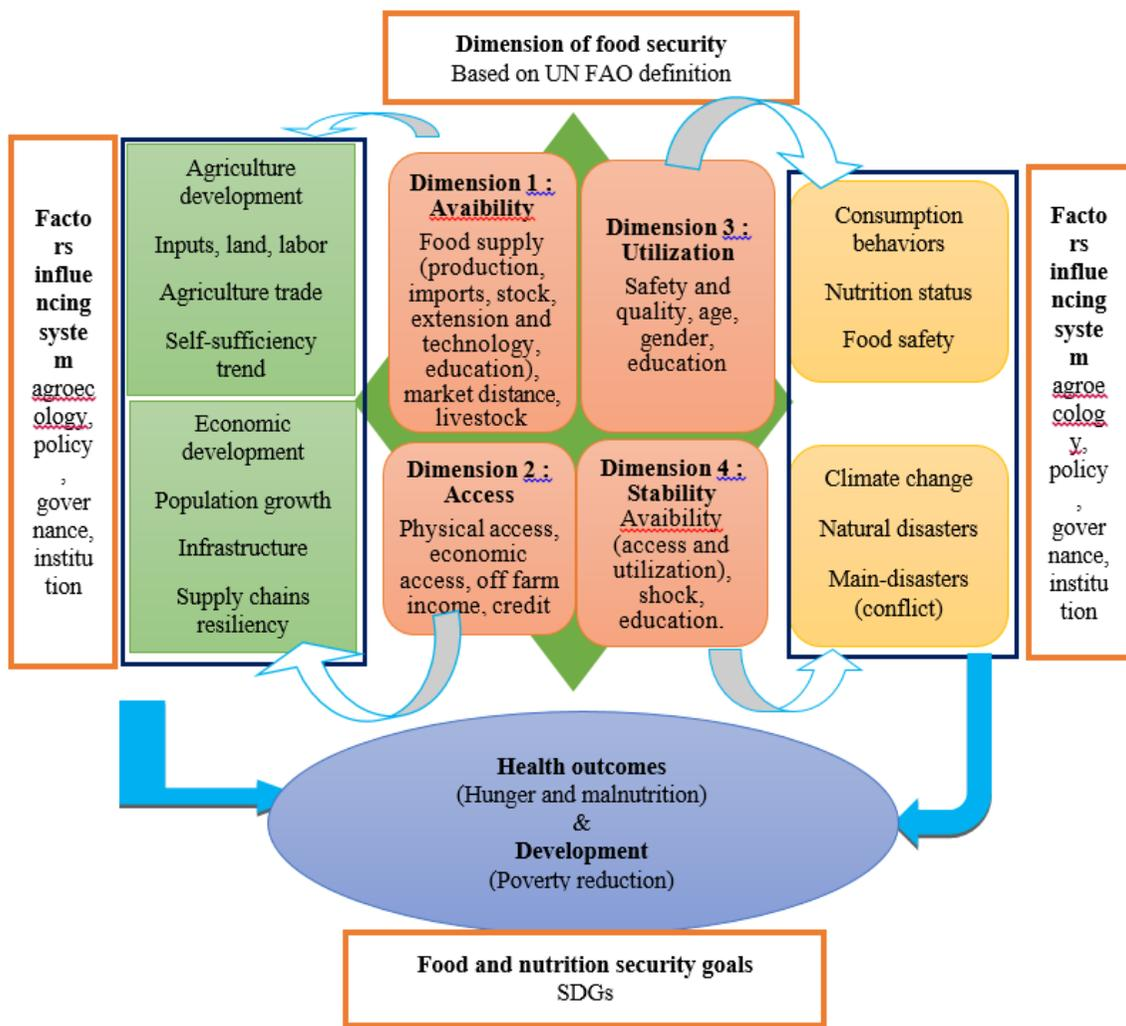 Dimension of food security
Based on UN FAO definition
Facto
rs
influe
ncing
syste
m
agroec
ology,
policy
,
gover
nance,
institu
tion
Agriculture
development
Inputs, land, labor
Agriculture trade
Self-sufficiency
trend
Economic
development
Population growth
Infrastructure
Supply chains
resiliency
Dimension 1 :
Avaibility
Food supply
(production,
imports, stock,
extension and
technology,
education),
market distance,
livestock
Dimension 2 :
Access
Physical access,
economic
access, off farm
income, credit
Dimension 3 :
Utilization
Safety and
quality, age,
gender,
education
Dimension 4 :
Stability
Avaibility
(access and
utilization),
shock,
education.
Consumption
behaviors
Nutrition status
Food safety
Climate change
Natural disasters
Main-disasters
(conflict)
Facto
rs
influe
ncing
syste
m
agroe
colog
y,
policy
,
gover
nance,
institu
tion
Health outcomes
(Hunger and malnutrition)
&
Development
(Poverty reduction)
Food and nutrition security goals
SDGs